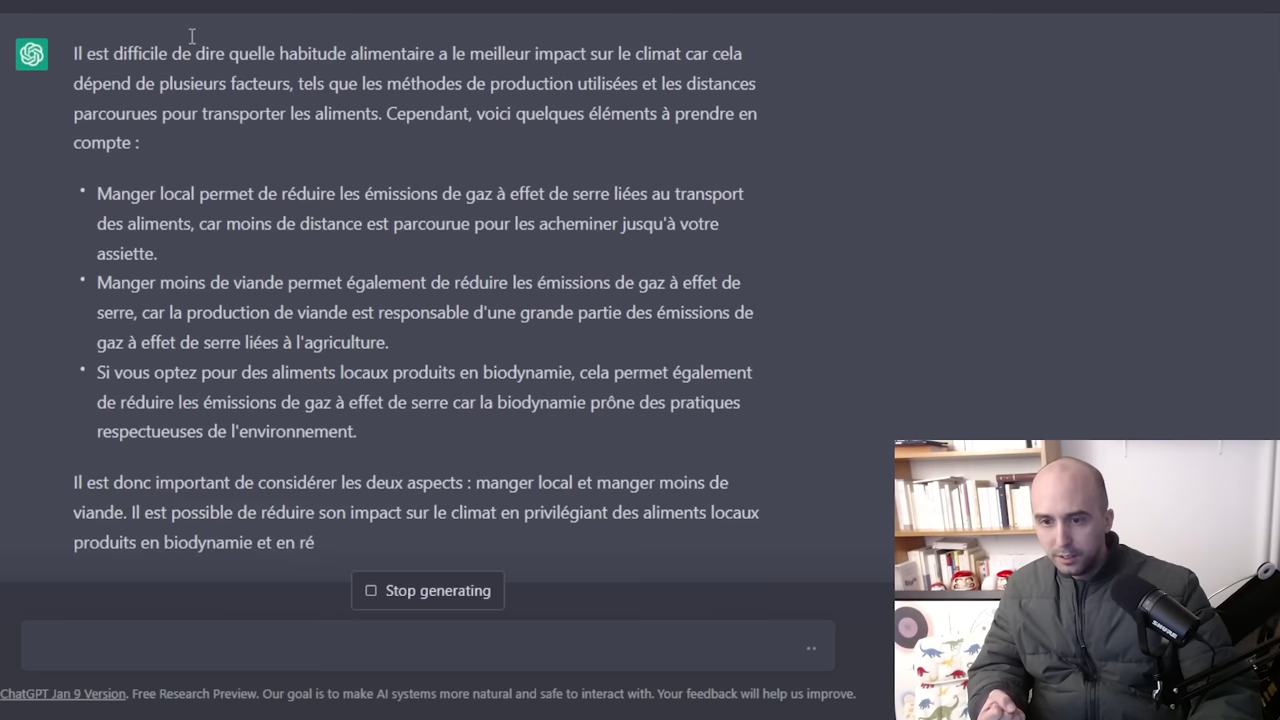 Il est difficile de dire quelle habitude alimentaire a le meilleur impact sur le climat car cela
dépend de plusieurs facteurs, tels que les méthodes de production utilisées et les distances
parcourues pour transporter les aliments. Cependant, voici quelques éléments à prendre en
compte :
• Manger local permet de réduire les émissions de gaz à effet de serre liées au transport
des aliments, car moins de distance est parcourue pour les acheminer jusqu'à votre
assiette.
• Manger moins de viande permet également de réduire les émissions de gaz à effet de
serre, car la production de viande est responsable d'une grande partie des émissions de
gaz à effet de serre liées à l'agriculture.
• Si vous optez pour des aliments locaux produits en biodynamie, cela permet également
de réduire les émissions de gaz à effet de serre car la biodynamie prône des pratiques
respectueuses de l'environnement.
Il est donc important de considérer les deux aspects : manger local et manger moins de
viande. Il est possible de réduire son impact sur le climat en privilégiant des aliments locaux
produits en biodynamie et en ré
Stop generating
ChatGPT Jan 9 Version. Free Research Preview. Our goal is to make AI systems more natural and safe to interact with. Your feedback will help us improve.
SHURE